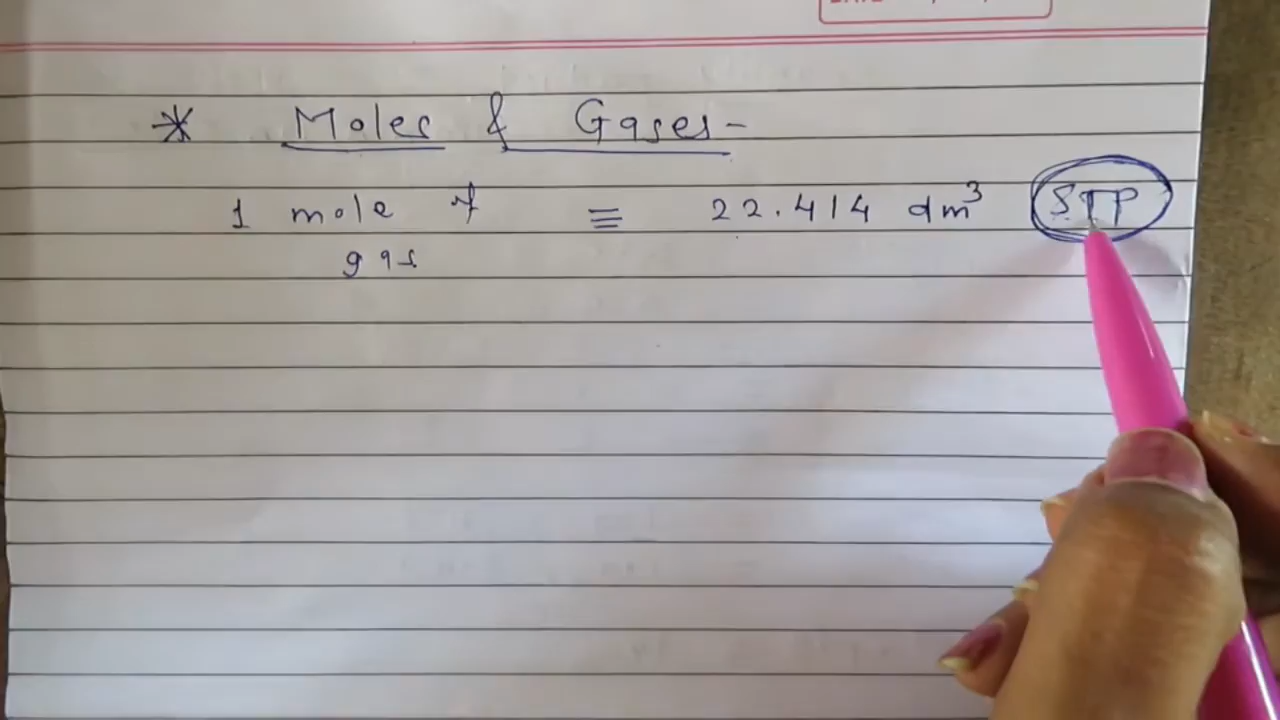 * Moles & Gases-
1 mole of ≡ 22.414 dm³ STP
gas